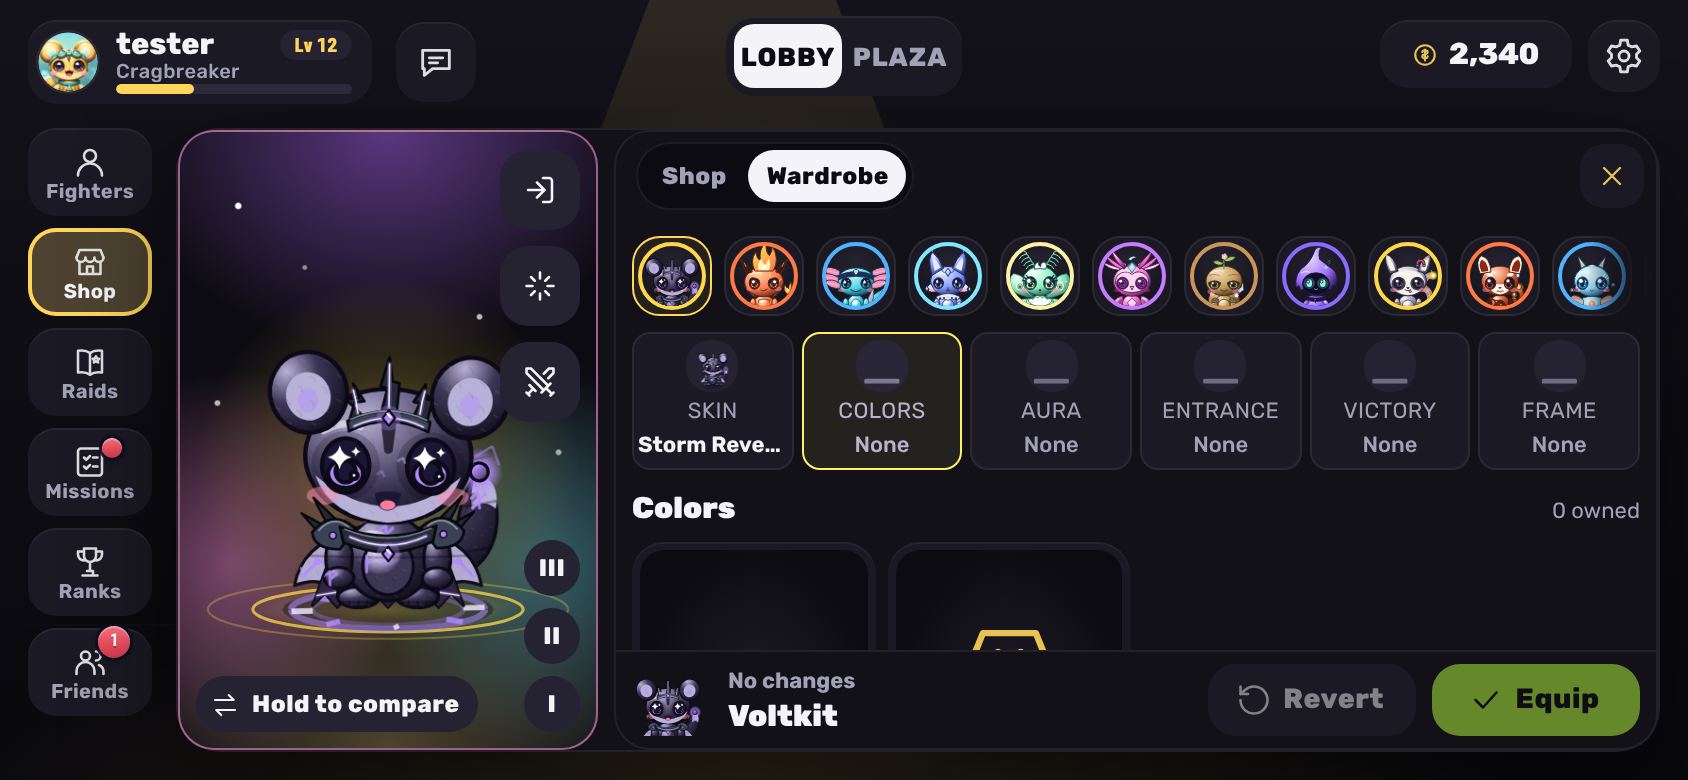 tester
Lv 12
Cragbreaker
LOBBY
PLAZA
2,340
Fighters
Shop
Raids
Missions
Ranks
1
Friends
III
II
I
Hold to compare
Shop
Wardrobe
SKIN
Storm Reve...
COLORS
None
AURA
None
ENTRANCE
None
VICTORY
None
FRAME
None
Colors
0 owned
No changes
Voltkit
Revert
Equip